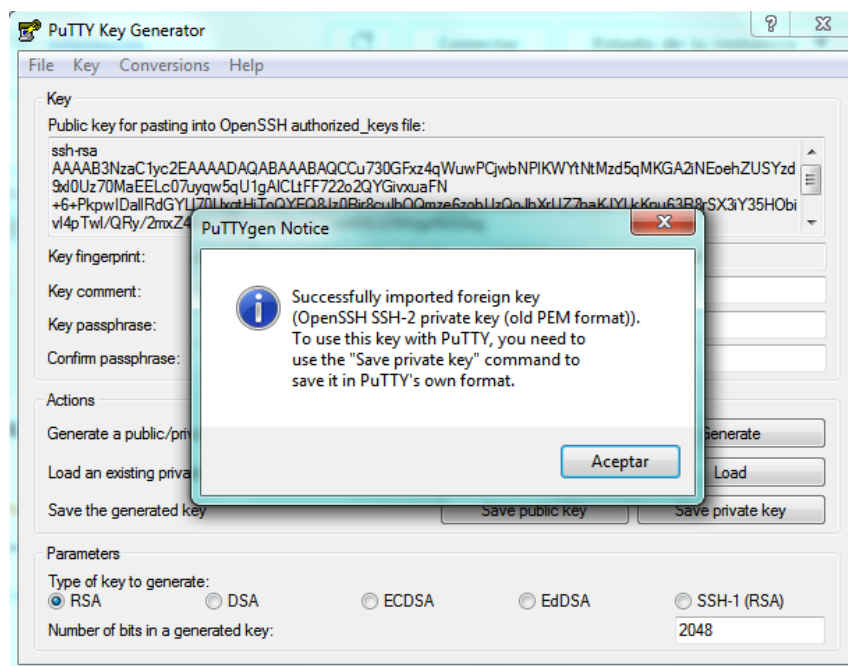 PuTTY Key Generator
File Key Conversions Help
Key
Public key for pasting into OpenSSH authorized_keys file:
ssh-rsa
vl4pTwI/QRy/2mxZ4
PuTTYgen Notice
Successfully imported foreign key
(OpenSSH SSH-2 private key (old PEM format)).
To use this key with PuTTY, you need to
use the "Save private key" command to
save it in PuTTY's own format.
Aceptar
Key fingerprint:
Key comment:
Key passphrase:
Confirm passphrase:
Actions
Generate a public/priv
Generate
Load an existing priva
Load
Save the generated key
Save public key
Save private key
Parameters
Type of key to generate:
RSA DSA ECDSA EdDSA SSH-1 (RSA)
Number of bits in a generated key:
2048